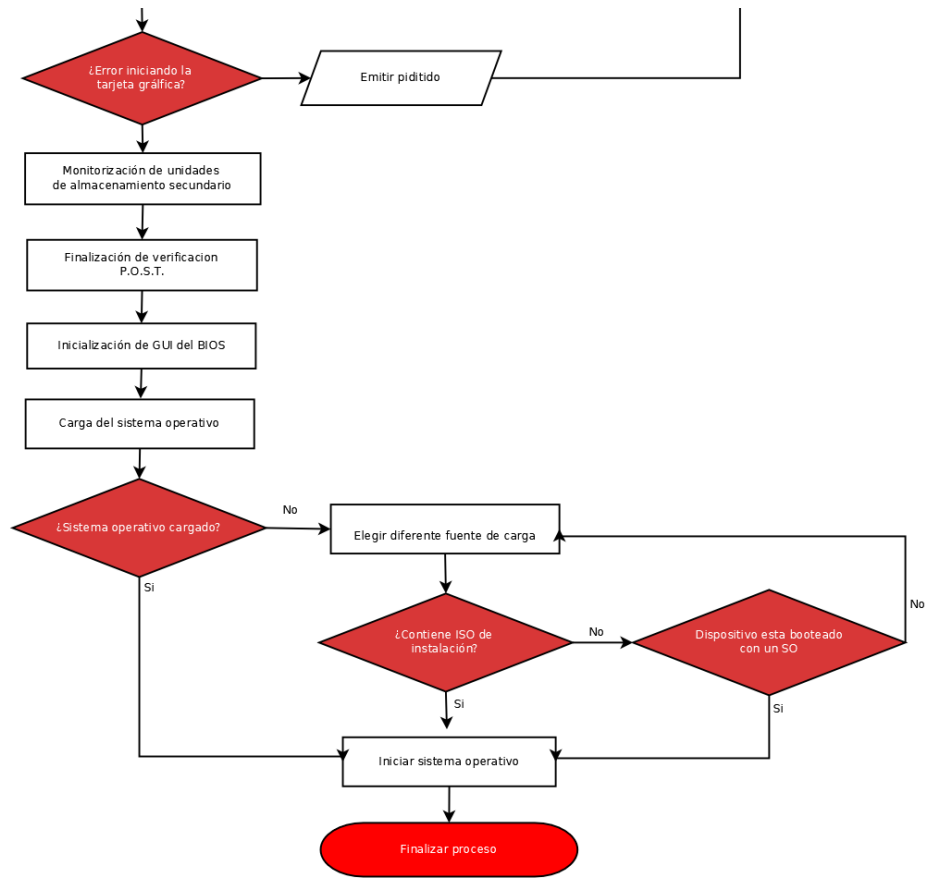 ¿Error iniciando la
tarjeta grálfica?
Emitir piditido
Monitorización de unidades
de almacenamiento secundario
Finalización de verificacion
P.O.S.T.
Inicialización de GUI del BIOS
Carga del sistema operativo
¿Sistema operativo cargado?
No
Si
Elegir diferente fuente de carga
¿Contiene ISO de
instalación?
No
Si
Dispositivo esta booteado
con un SO
No
Si
Iniciar sistema operativo
Finalizar proceso